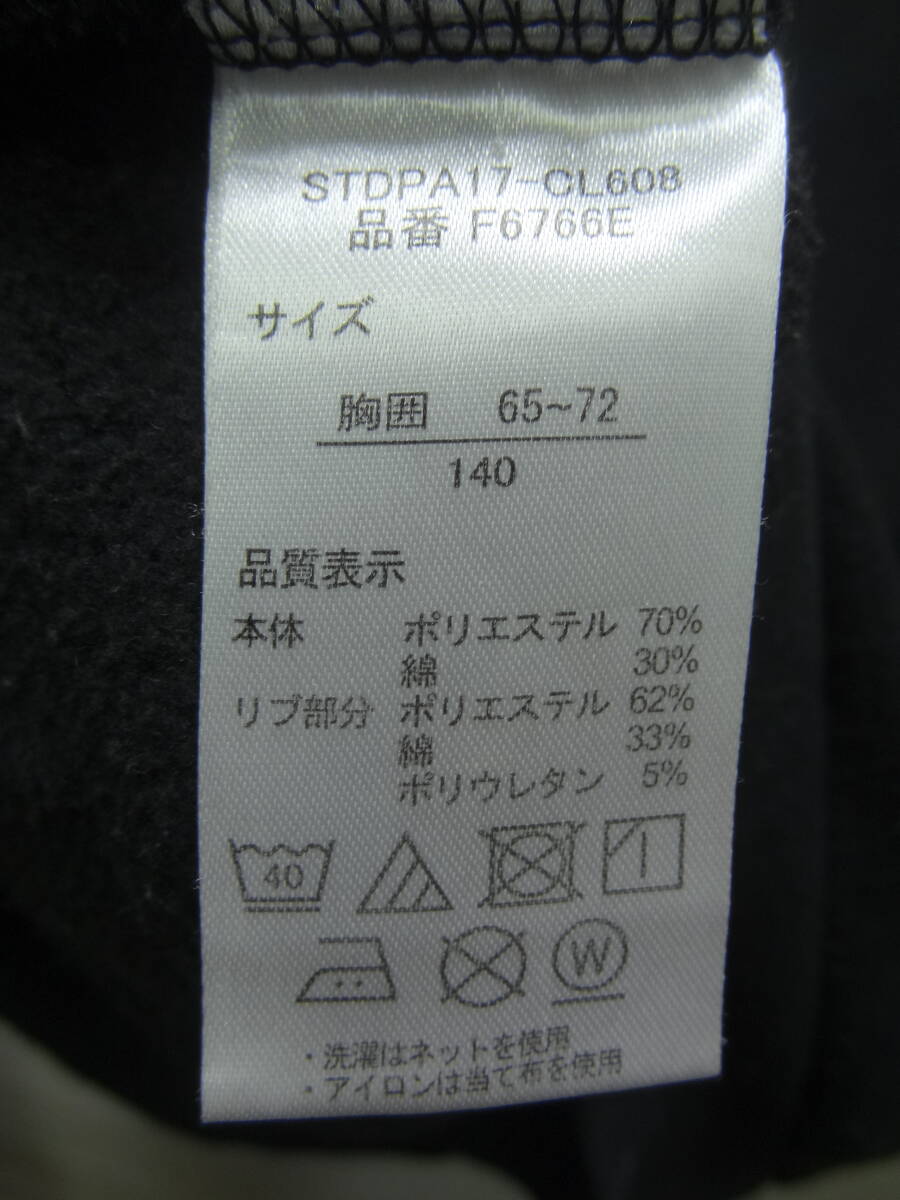 STDPA17-CL608
品番 F6766E
サイズ
胸囲 65~72
140
品質表示
本体 ポリエステル 70%
綿 30%
リブ部分 ポリエステル 62%
綿 33%
ポリウレタン 5%
40
W
・洗濯はネットを使用
・アイロンは当て布を使用